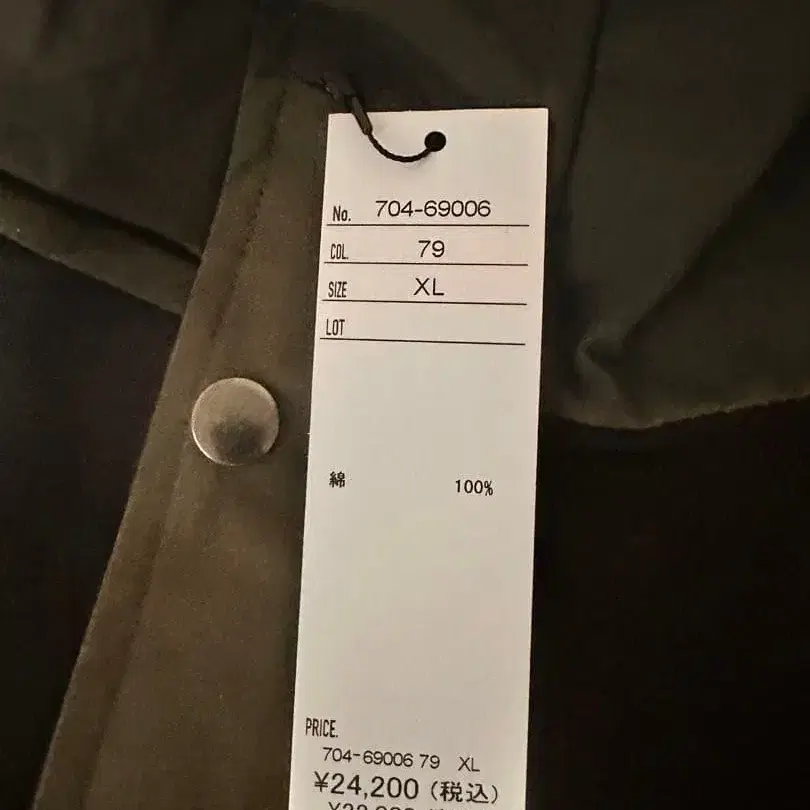 No. 704-69006
COL. 79
SIZE XL
LOT
綿 100%
PRICE.
704-69006 79 XL
¥24,200 (税込)